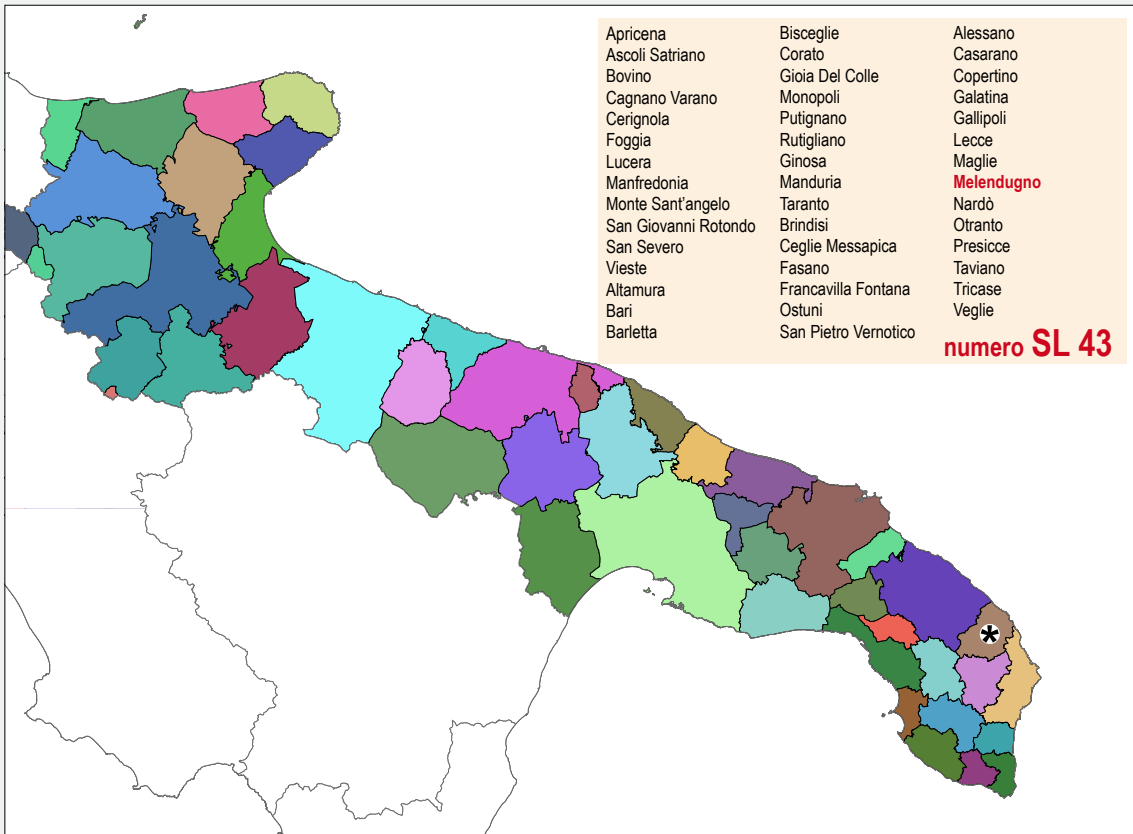 Apricena
Ascoli Satriano
Bovino
Cagnano Varano
Cerignola
Foggia
Lucera
Manfredonia
Monte Sant'angelo
San Giovanni Rotondo
San Severo
Vieste
Altamura
Bari
Barletta
Bisceglie
Corato
Gioia Del Colle
Monopoli
Putignano
Rutigliano
Ginosa
Manduria
Taranto
Brindisi
Ceglie Messapica
Fasano
Francavilla Fontana
Ostuni
San Pietro Vernotico
Alessano
Casarano
Copertino
Galatina
Gallipoli
Lecce
Maglie
Melendugno
Nardò
Otranto
Presicce
Taviano
Tricase
Veglie
numero SL 43
*